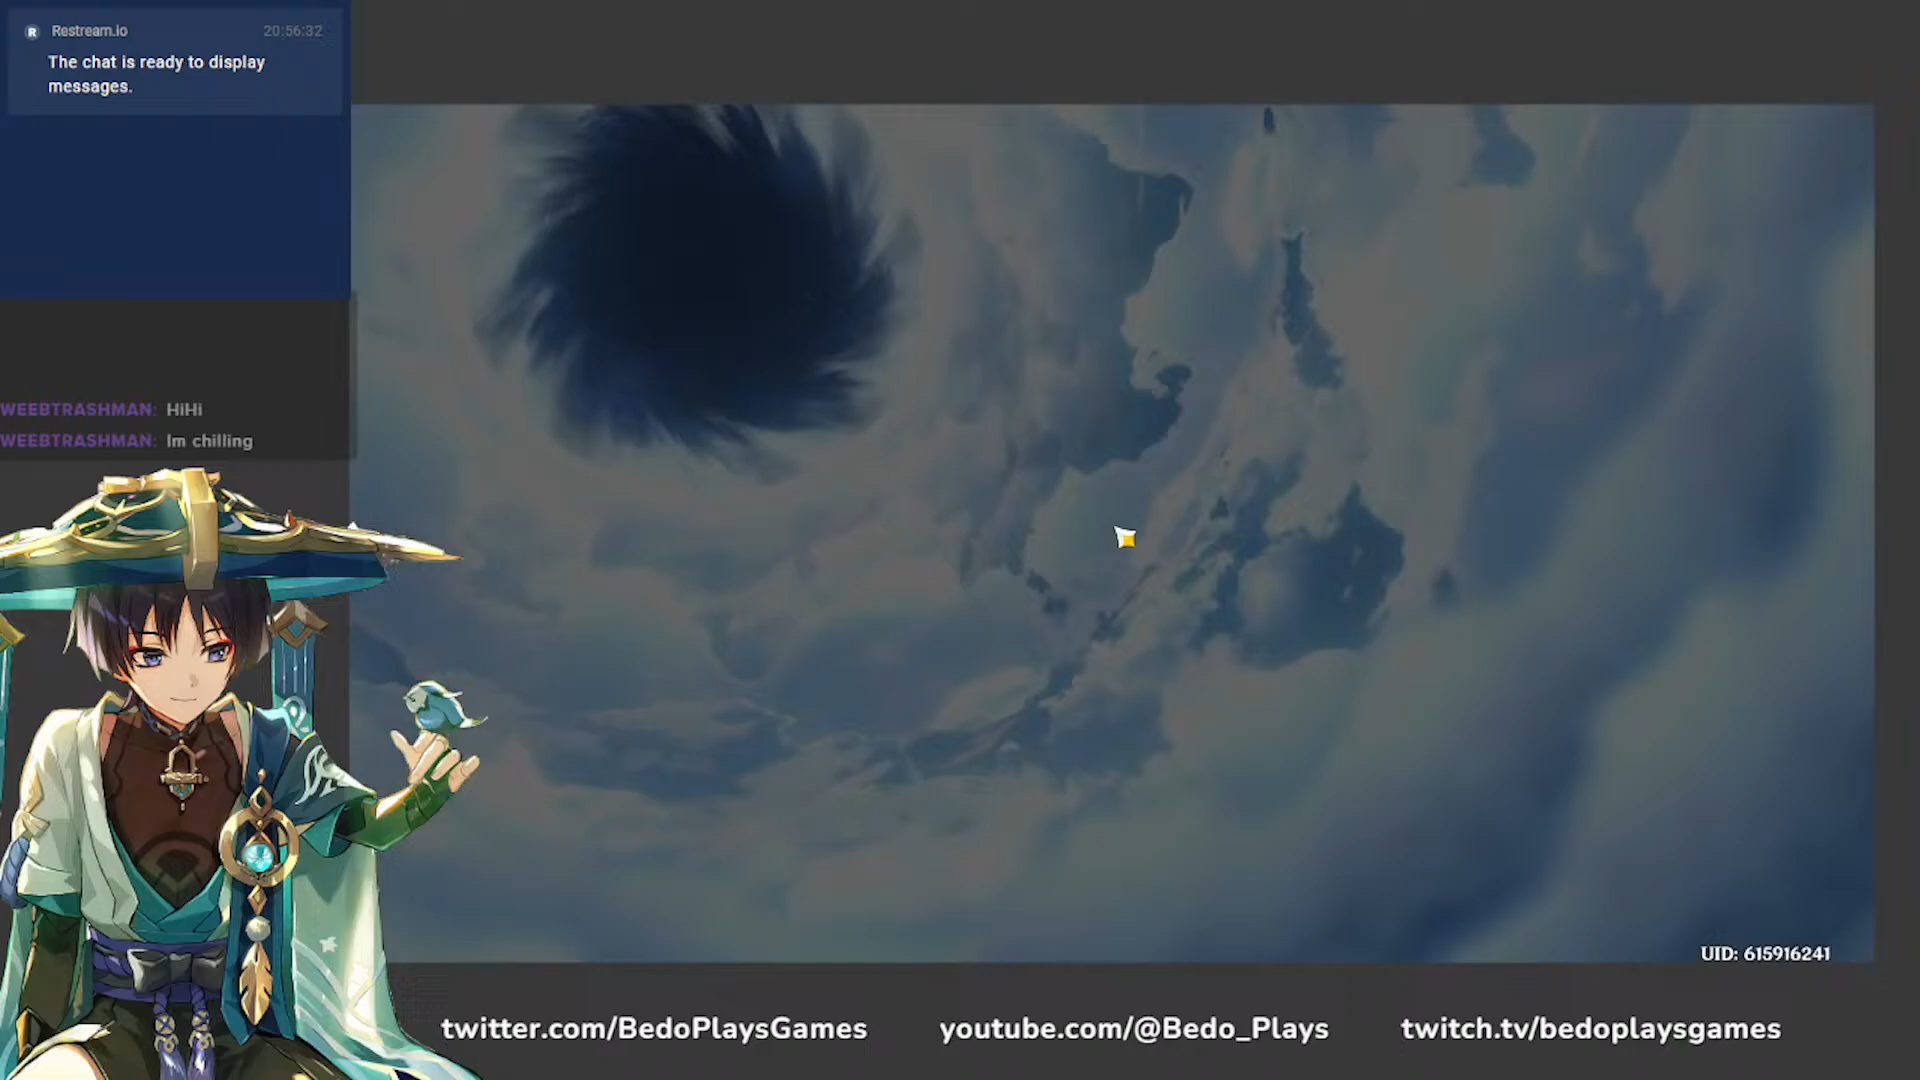 Restream.io 20:56:32
The chat is ready to display
messages.
WEEBTRASHMAN: HiHi
WEEBTRASHMAN: Im chilling
UID: 615916241
twitter.com/BedoPlaysGames youtube.com/@Bedo_Plays twitch.tv/bedoplaysgames